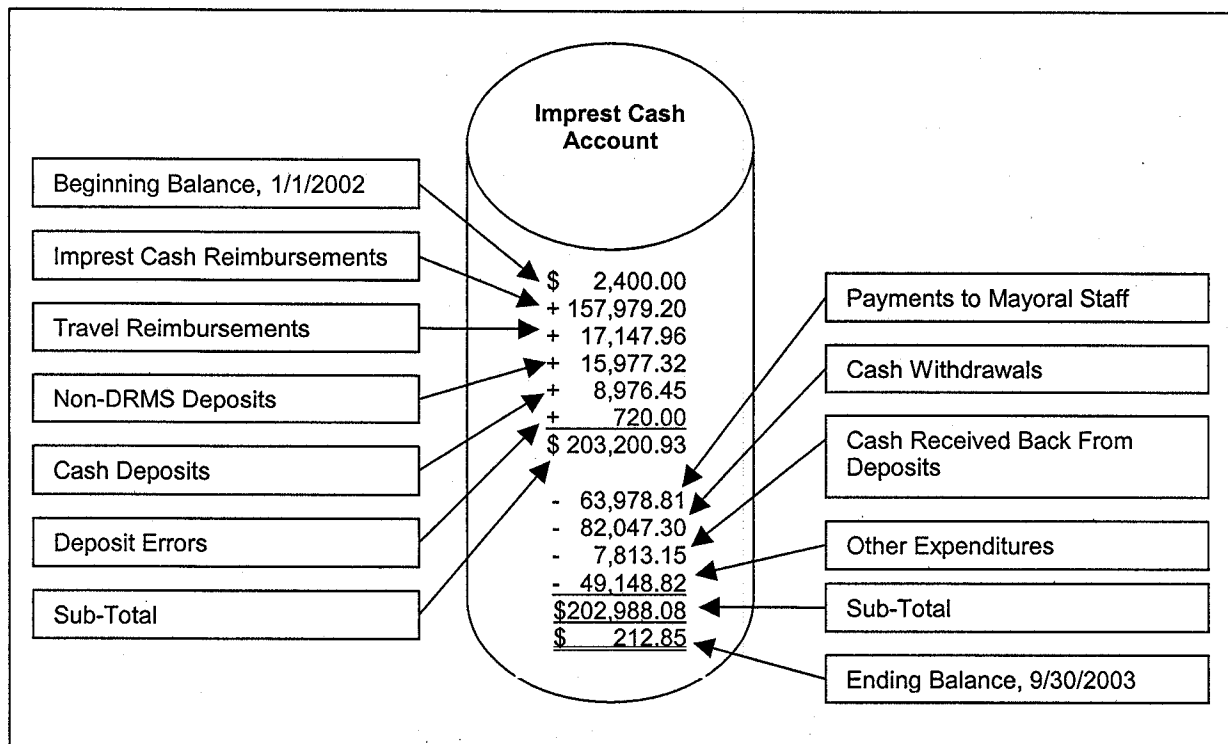 Imprest Cash
Account
Beginning Balance, 1/1/2002
Imprest Cash Reimbursements
Travel Reimbursements
Non-DRMS Deposits
Cash Deposits
Deposit Errors
Sub-Total
$ 2,400.00
+ 157,979.20
+ 17,147.96
+ 15,977.32
+ 8,976.45
+ 720.00
$ 203,200.93
- 63,978.81
- 82,047.30
- 7,813.15
- 49,148.82
$202,988.08
$ 212.85
Payments to Mayoral Staff
Cash Withdrawals
Cash Received Back From
Deposits
Other Expenditures
Sub-Total
Ending Balance, 9/30/2003